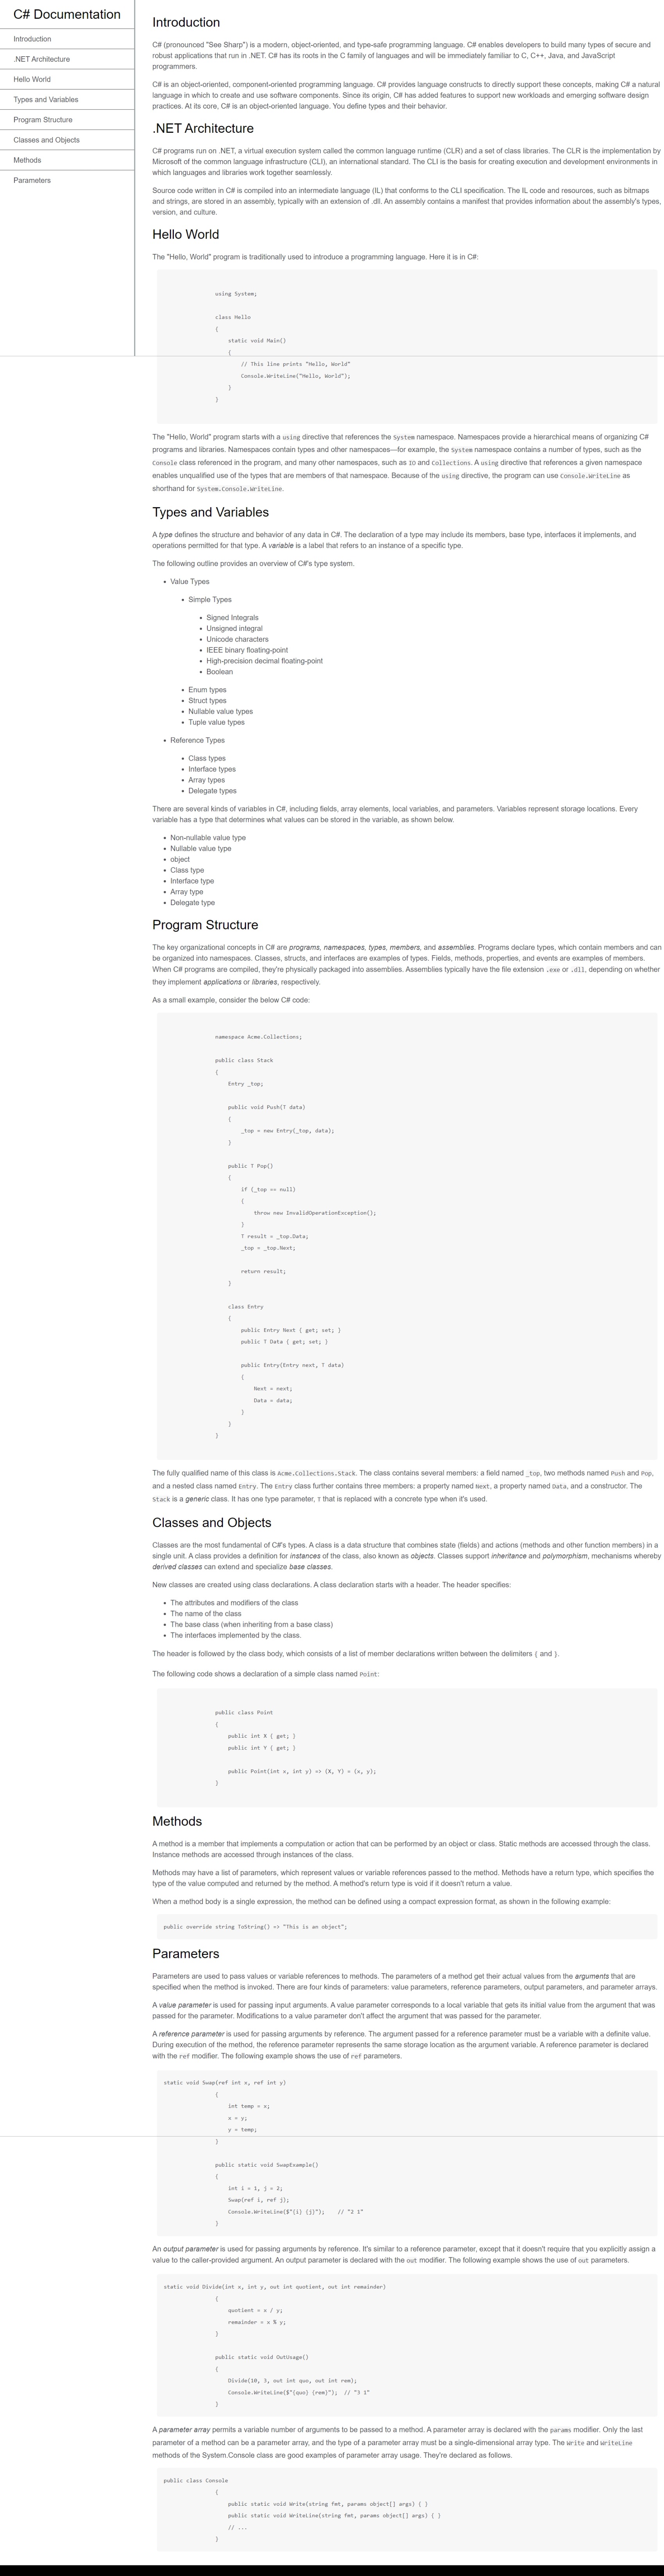 C# Documentation
Introduction
.NET Architecture
Hello World
Types and Variables
Program Structure
Classes and Objects
Methods
Parameters
Introduction
C# (pronounced "See Sharp") is a modern, object-oriented, and type-safe programming language. C# enables developers to build many types of secure and
robust applications that run in .NET. C# has its roots in the C family of languages and will be immediately familiar to C, C++, Java, and JavaScript
programmers.
C# is an object-oriented, component-oriented programming language. C# provides language constructs to directly support these concepts, making C# a natural
language in which to create and use software components. Since its origin, C# has added features to support new workloads and emerging software design
practices. At its core, C# is an object-oriented language. You define types and their behavior.
.NET Architecture
C# programs run on .NET, a virtual execution system called the common language runtime (CLR) and a set of class libraries. The CLR is the implementation by
Microsoft of the common language infrastructure (CLI), an international standard. The CLI is the basis for creating execution and development environments in
which languages and libraries work together seamlessly.
Source code written in C# is compiled into an intermediate language (IL) that conforms to the CLI specification. The IL code and resources, such as bitmaps
and strings, are stored in an assembly, typically with an extension of .dll. An assembly contains a manifest that provides information about the assembly's types,
version, and culture.
Hello World
The "Hello, World" program is traditionally used to introduce a programming language. Here it is in C#:
using System;
class Hello
{
static void Main()
{
// This line prints "Hello, World"
Console.WriteLine("Hello, World");
}
}
The "Hello, World" program starts with a using directive that references the System namespace. Namespaces provide a hierarchical means of organizing C#
programs and libraries. Namespaces contain types and other namespaces—for example, the System namespace contains a number of types, such as the
Console class referenced in the program, and many other namespaces, such as IO and Collections. A using directive that references a given namespace
enables unqualified use of the types that are members of that namespace. Because of the using directive, the program can use Console.WriteLine as
shorthand for System.Console.WriteLine.
Types and Variables
A type defines the structure and behavior of any data in C#. The declaration of a type may include its members, base type, interfaces it implements, and
operations permitted for that type. A variable is a label that refers to an instance of a specific type.
The following outline provides an overview of C#'s type system.
• Value Types
• Simple Types
• Signed Integrals
• Unsigned integral
• Unicode characters
• IEEE binary floating-point
• High-precision decimal floating-point
• Boolean
• Enum types
• Struct types
• Nullable value types
• Tuple value types
• Reference Types
• Class types
• Interface types
• Array types
• Delegate types
There are several kinds of variables in C#, including fields, array elements, local variables, and parameters. Variables represent storage locations. Every
variable has a type that determines what values can be stored in the variable, as shown below.
• Non-nullable value type
• Nullable value type
• object
• Class type
• Interface type
• Array type
• Delegate type
Program Structure
The key organizational concepts in C# are programs, namespaces, types, members, and assemblies. Programs declare types, which contain members and can
be organized into namespaces. Classes, structs, and interfaces are examples of types. Fields, methods, properties, and events are examples of members.
When C# programs are compiled, they're physically packaged into assemblies. Assemblies typically have the file extension .exe or .dll, depending on whether
they implement applications or libraries, respectively.
As a small example, consider the below C# code:
namespace Acme.Collections;
public class Stack
{
Entry _top;
public void Push(T data)
{
_top = new Entry(_top, data);
}
public T Pop()
{
if (_top == null)
{
throw new InvalidOperationException();
}
T result = _top.Data;
_top = _top.Next;
return result;
}
class Entry
{
public Entry Next { get; set; }
public T Data { get; set; }
public Entry(Entry next, T data)
{
Next = next;
Data = data;
}
}
}
The fully qualified name of this class is Acme.Collections.Stack. The class contains several members: a field named _top, two methods named Push and Pop,
and a nested class named Entry. The Entry class further contains three members: a property named Next, a property named Data, and a constructor. The
Stack is a generic class. It has one type parameter, T that is replaced with a concrete type when it's used.
Classes and Objects
Classes are the most fundamental of C#'s types. A class is a data structure that combines state (fields) and actions (methods and other function members) in a
single unit. A class provides a definition for instances of the class, also known as objects. Classes support inheritance and polymorphism, mechanisms whereby
derived classes can extend and specialize base classes.
New classes are created using class declarations. A class declaration starts with a header. The header specifies:
• The attributes and modifiers of the class
• The name of the class
• The base class (when inheriting from a base class)
• The interfaces implemented by the class.
The header is followed by the class body, which consists of a list of member declarations written between the delimiters { and }.
The following code shows a declaration of a simple class named Point:
public class Point
{
public int X { get; }
public int Y { get; }
public Point(int x, int y) => (X, Y) = (x, y);
}
Methods
A method is a member that implements a computation or action that can be performed by an object or class. Static methods are accessed through the class.
Instance methods are accessed through instances of the class.
Methods may have a list of parameters, which represent values or variable references passed to the method. Methods have a return type, which specifies the
type of the value computed and returned by the method. A method's return type is void if it doesn't return a value.
When a method body is a single expression, the method can be defined using a compact expression format, as shown in the following example:
public override string ToString() => "This is an object";
Parameters
Parameters are used to pass values or variable references to methods. The parameters of a method get their actual values from the arguments that are
specified when the method is invoked. There are four kinds of parameters: value parameters, reference parameters, output parameters, and parameter arrays.
A value parameter is used for passing input arguments. A value parameter corresponds to a local variable that gets its initial value from the argument that was
passed for the parameter. Modifications to a value parameter don't affect the argument that was passed for the parameter.
A reference parameter is used for passing arguments by reference. The argument passed for a reference parameter must be a variable with a definite value.
During execution of the method, the reference parameter represents the same storage location as the argument variable. A reference parameter is declared
with the ref modifier. The following example shows the use of ref parameters.
static void Swap(ref int x, ref int y)
{
int temp = x;
x = y;
y = temp;
}
public static void SwapExample()
{
int i = 1, j = 2;
Swap(ref i, ref j);
Console.WriteLine($"{i} {j}"); // "2 1"
}
An output parameter is used for passing arguments by reference. It's similar to a reference parameter, except that it doesn't require that you explicitly assign a
value to the caller-provided argument. An output parameter is declared with the out modifier. The following example shows the use of out parameters.
static void Divide(int x, int y, out int quotient, out int remainder)
{
quotient = x / y;
remainder = x % y;
}
public static void OutUsage()
{
Divide(10, 3, out int quo, out int rem);
Console.WriteLine($"{quo} {rem}"); // "3 1"
}
A parameter array permits a variable number of arguments to be passed to a method. A parameter array is declared with the params modifier. Only the last
parameter of a method can be a parameter array, and the type of a parameter array must be a single-dimensional array type. The Write and WriteLine
methods of the System.Console class are good examples of parameter array usage. They're declared as follows.
public class Console
{
public static void Write(string fmt, params object[] args) { }
public static void WriteLine(string fmt, params object[] args) { }
// ...
}